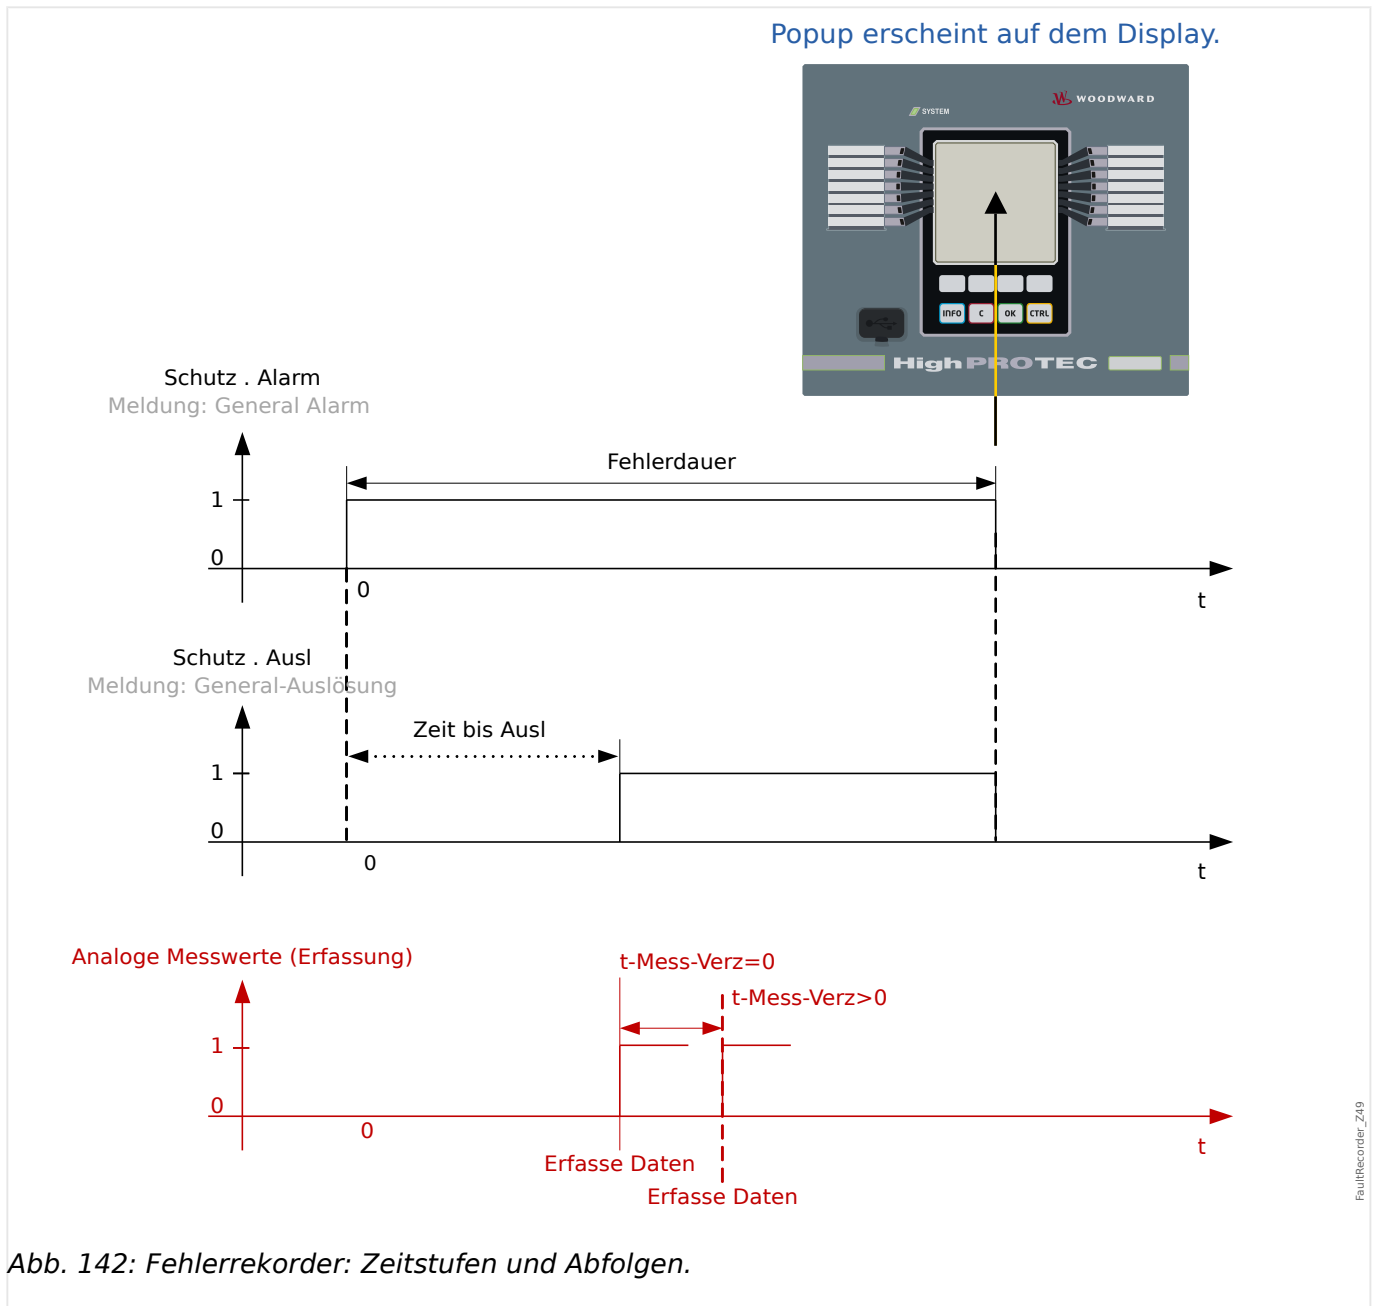 Popup erscheint auf dem Display.
WOODWARD
SYSTEM
INFO
C
OK
CTRL
HighPROTEC
Schutz . Alarm
Meldung: General Alarm
Fehlerdauer
1
0
0
t
Schutz . Ausl
Meldung: General-Auslösung
Zeit bis Ausl
1
0
0
t
Analoge Messwerte (Erfassung)
t-Mess-Verz=0
t-Mess-Verz>0
1
0
0
t
Erfasse Daten
Erfasse Daten
FaultRecorder_Z49
Abb. 142: Fehlerrekorder: Zeitstufen und Abfolgen.